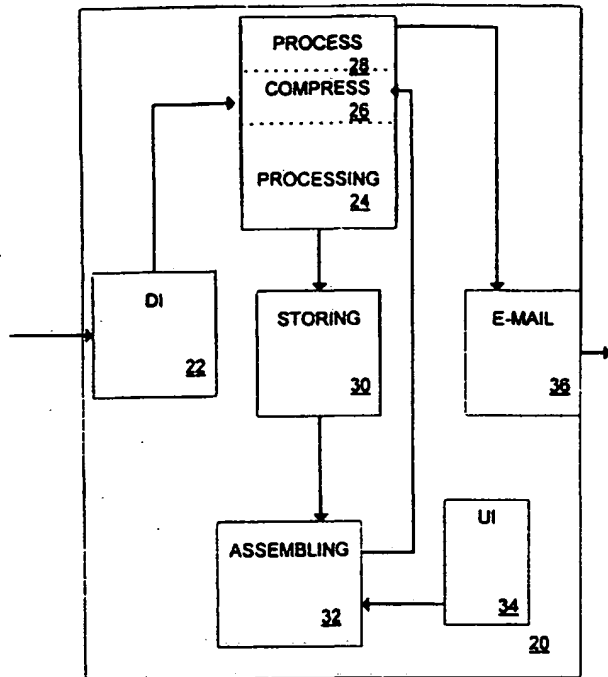 PROCESS
28
COMPRESS
26
PROCESSING
24
DI
22
STORING
30
E-MAIL
36
ASSEMBLING
32
UI
34
20